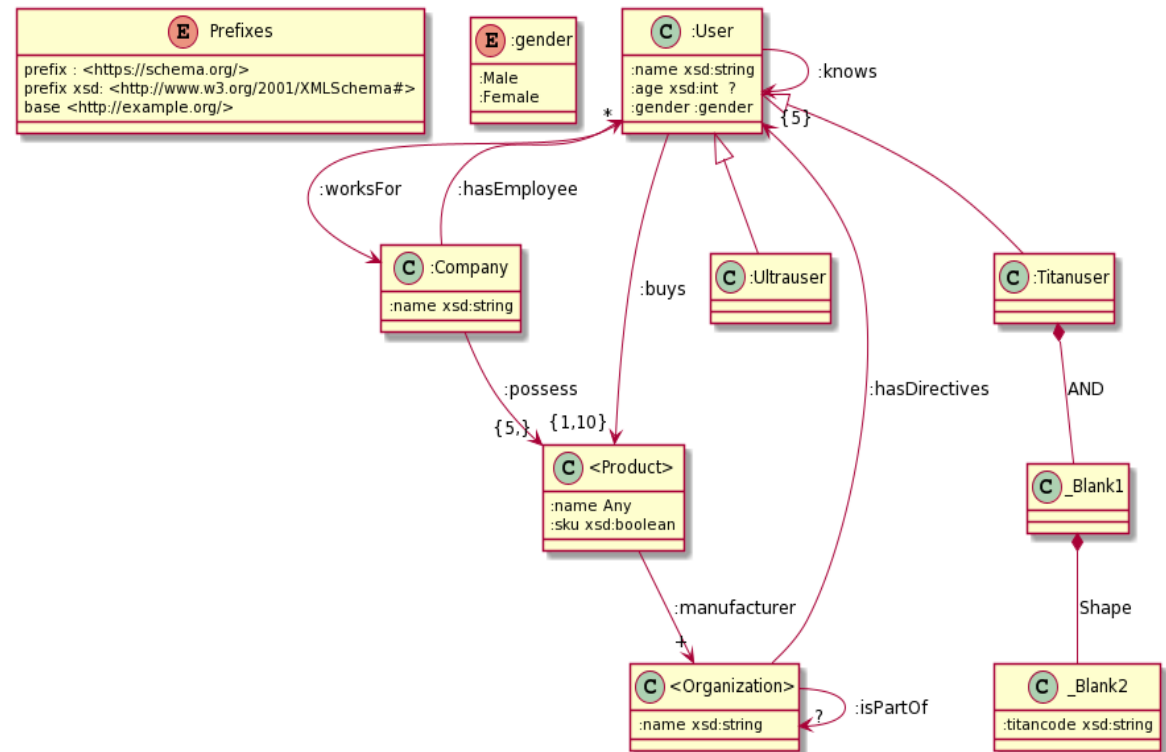 E Prefixes
prefix : <https://schema.org/>
prefix xsd: <http://www.w3.org/2001/XMLSchema#>
base <http://example.org/>
E :gender
:Male
:Female
C :User
:name xsd:string
:age xsd:int ?
:gender :gender
:knows
{5}
*
:worksFor
:hasEmployee
C :Company
:name xsd:string
:buys
C :Ultrauser
C :Titanuser
:possess
{5,}
{1,10}
:hasDirectives
AND
C <Product>
:name Any
:sku xsd:boolean
C _Blank1
:manufacturer
+
Shape
C <Organization>
:name xsd:string
:isPartOf
?
C _Blank2
:titancode xsd:string